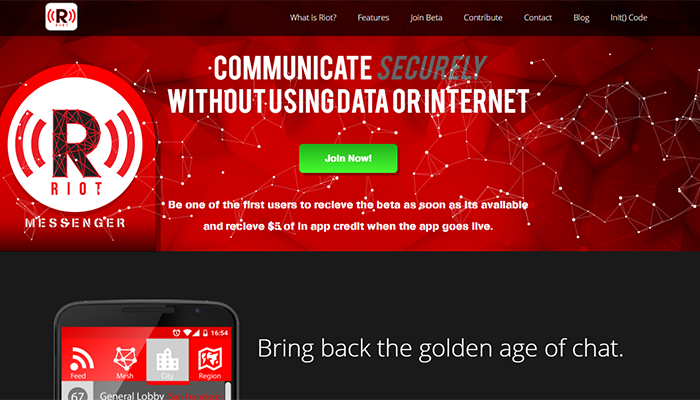 R
RIOT
What is Riot?
Features
Join Beta
Contribute
Contact
Blog
Init() Code
COMMUNICATE SECURELY
WITHOUT USING DATA OR INTERNET
R
RIOT
MESSENGER
Join Now!
Be one of the first users to recieve the beta as soon as its available
and recieve $5 of in app credit when the app goes live.
16:54
Feed
Mesh
City
Region
67
General Lobby
Bring back the golden age of chat.